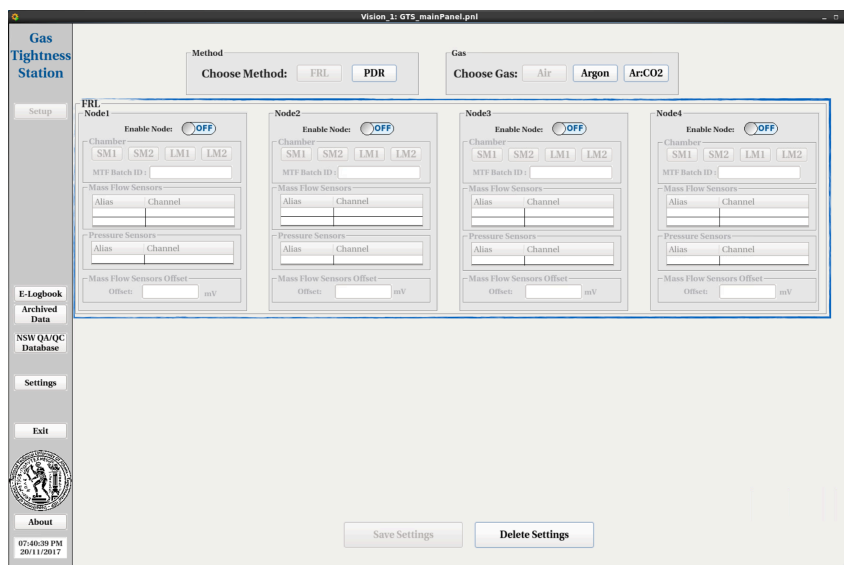 Vision_1: GTS_mainPanel.pnl
Gas
Tightness
Station
Setup
E-Logbook
Archived
Data
NSW QA/QC
Database
Settings
Exit
About
07:40:39 PM
20/11/2017
Method
Choose Method: FRL PDR
Gas
Choose Gas: Air Argon Ar:CO2
FRL
Node1
Enable Node: OFF
Chamber
SM1 SM2 LM1 LM2
MTF Batch ID :
Mass Flow Sensors
Alias Channel
Pressure Sensors
Alias Channel
Mass Flow Sensors Offset
Offset: mV
Node2
Enable Node: OFF
Chamber
SM1 SM2 LM1 LM2
MTF Batch ID :
Mass Flow Sensors
Alias Channel
Pressure Sensors
Alias Channel
Mass Flow Sensors Offset
Offset: mV
Node3
Enable Node: OFF
Chamber
SM1 SM2 LM1 LM2
MTF Batch ID :
Mass Flow Sensors
Alias Channel
Pressure Sensors
Alias Channel
Mass Flow Sensors Offset
Offset: mV
Node4
Enable Node: OFF
Chamber
SM1 SM2 LM1 LM2
MTF Batch ID :
Mass Flow Sensors
Alias Channel
Pressure Sensors
Alias Channel
Mass Flow Sensors Offset
Offset: mV
Save Settings
Delete Settings